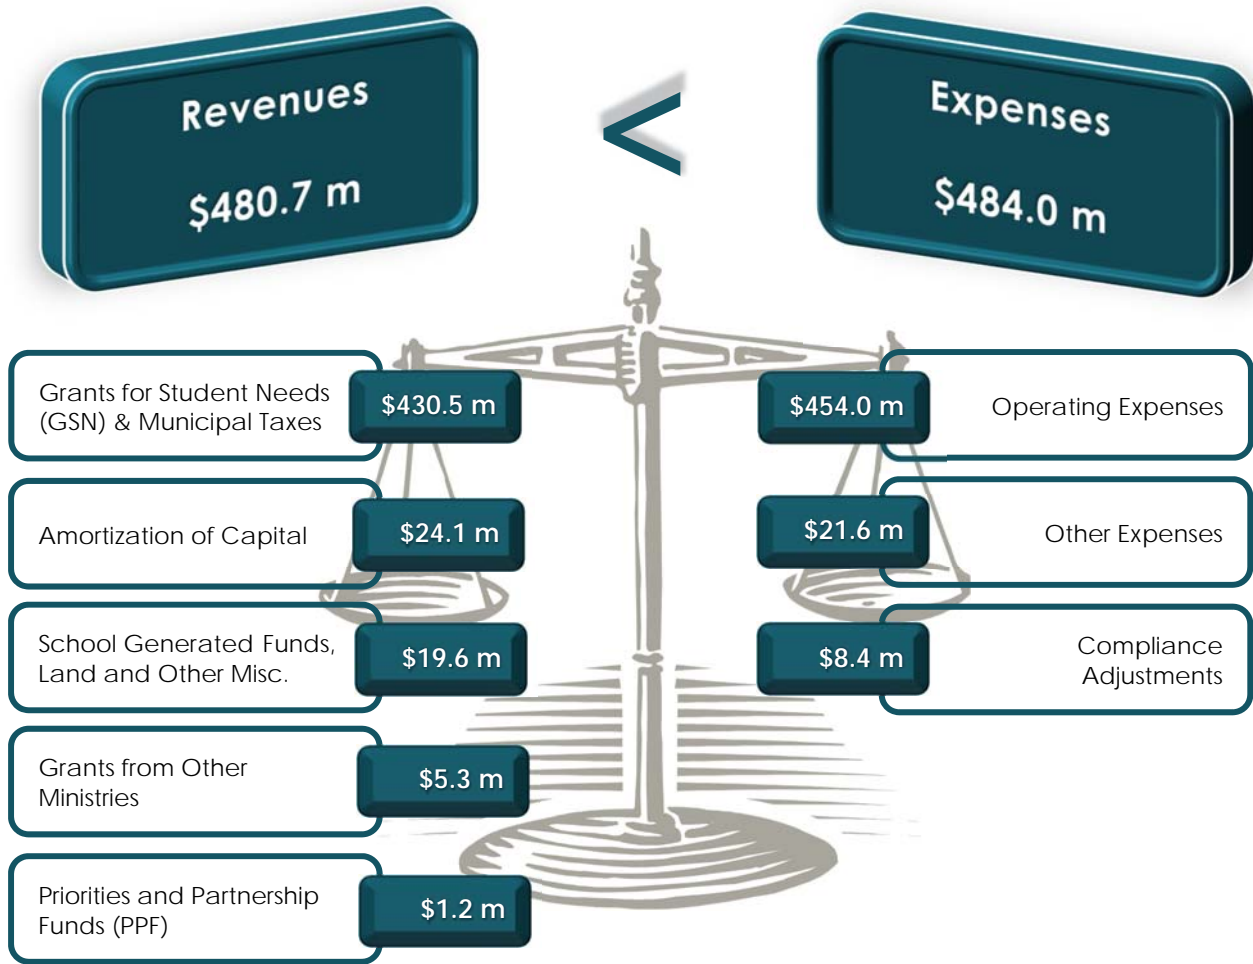 Revenues
$480.7 m
<
Expenses
$484.0 m
Grants for Student Needs
(GSN) & Municipal Taxes
$430.5 m
Amortization of Capital
$24.1 m
School Generated Funds,
Land and Other Misc.
$19.6 m
Grants from Other
Ministries
$5.3 m
Priorities and Partnership
Funds (PPF)
$1.2 m
$454.0 m
Operating Expenses
$21.6 m
Other Expenses
$8.4 m
Compliance
Adjustments